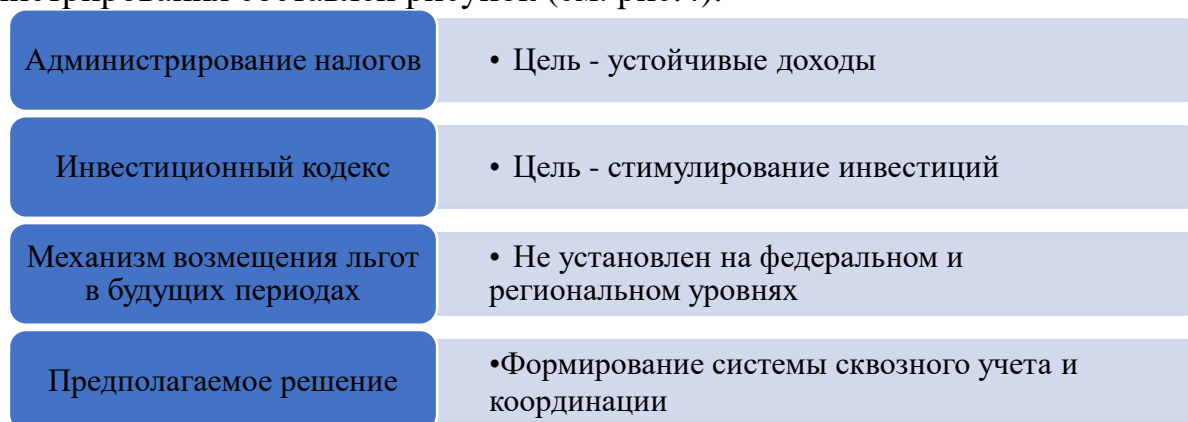 Администрирование налогов
• Цель - устойчивые доходы
Инвестиционный кодекс
• Цель - стимулирование инвестиций
Механизм возмещения льгот
в будущих периодах
• Не установлен на федеральном и
региональном уровнях
Предполагаемое решение
•Формирование системы сквозного учета и
координации